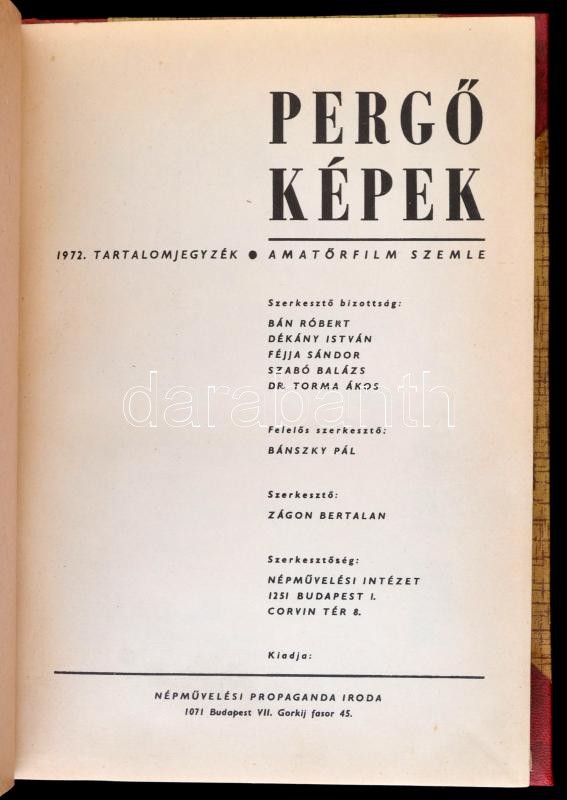 PERGŐ
KÉPEK
1972. TARTALOMJEGYZÉK ● AMATŐRFILM SZEMLE
Szerkesztő bizottság:
BÁN RÓBERT
DÉKÁNY ISTVÁN
FÉJJA SÁNDOR
SZABÓ BALÁZS
DR. TORMA ÁKOS
darabanth
Felelős szerkesztő:
BÁNSZKY PÁL
Szerkesztő:
ZÁGON BERTALAN
Szerkesztőség:
NÉPMŰVELÉSI INTÉZET
1251 BUDAPEST I.
CORVIN TÉR 8.
Kiadja:
NÉPMŰVELÉSI PROPAGANDA IRODA
1071 Budapest VII. Gorkij fasor 45.